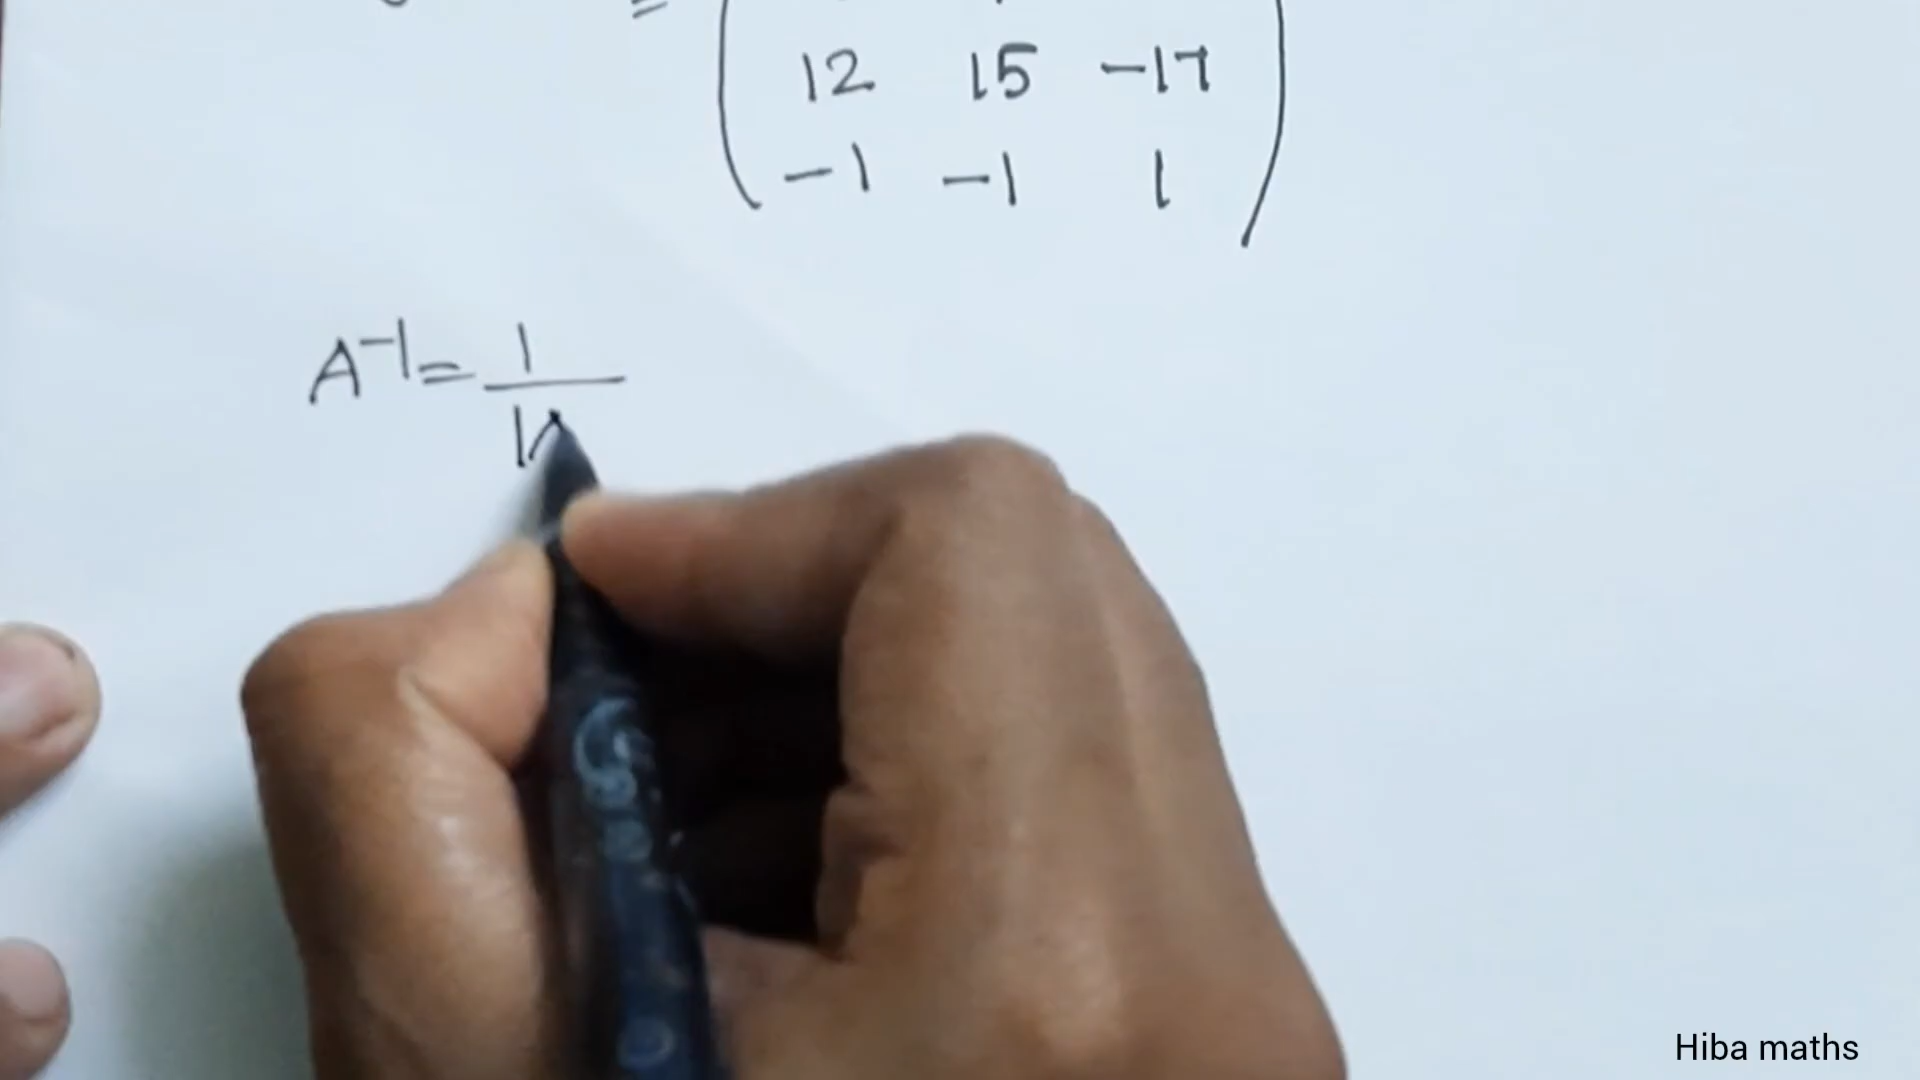 =
12 15 -17
-1 -1 1
A⁻¹ = 1
Hiba maths